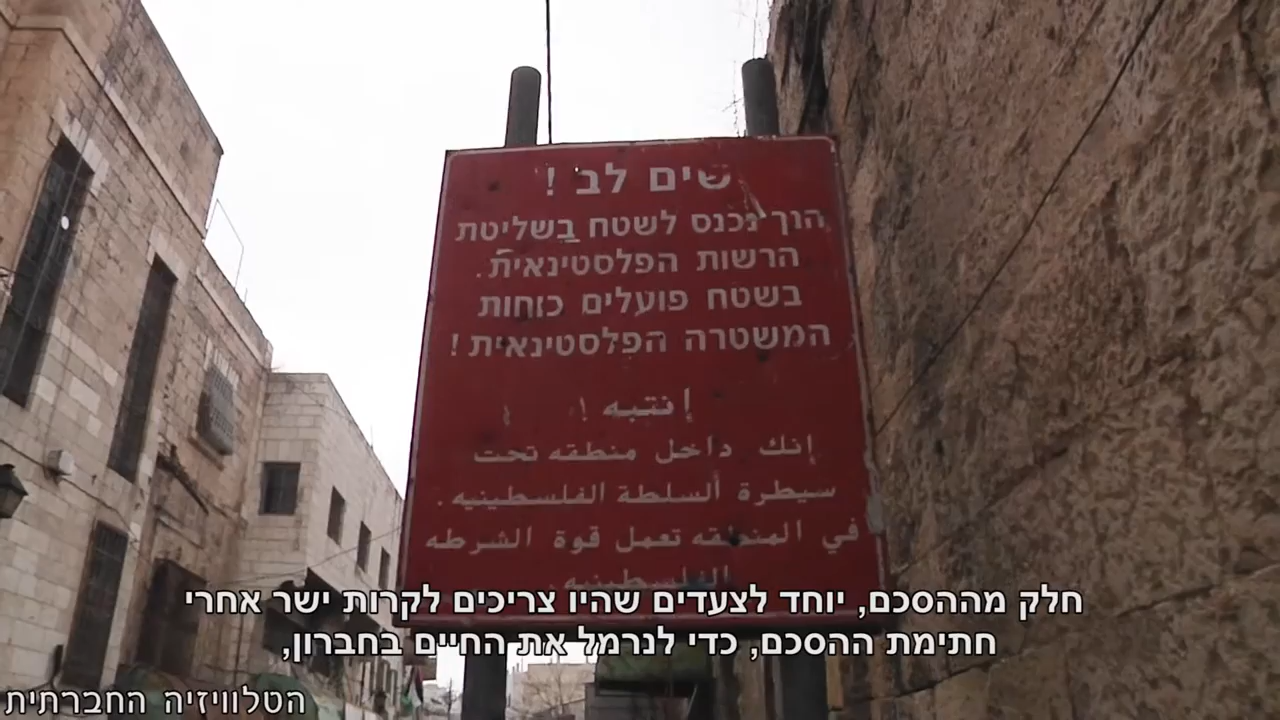 שים לב !
הנך נכנס לשטח בשליטת
הרשות הפלסטינאית.
בשטח פועלים כוחות
המשטרה הפלסטינאית !
إنتبه !
إنك داخل منطقه تحت
سيطرة ألسلطة الفلسطينيه.
في المنطقه تعمل قوة الشرطه
الفلسطينيه.
חלק מההסכם, יוחד לצעדים שהיו צריכים לקרות ישר אחרי
חתימת ההסכם, כדי לנרמל את החיים בחברון,
הטלוויזיה החברתית